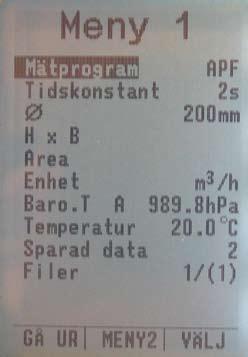 Meny 1
Mätprogram APF
Tidskonstant 2s
Ø 200mm
H x B
Area
Enhet m³/h
Baro.T A 989.8hPa
Temperatur 20.0°C
Sparad data 2
Filer 1/(1)
GÅ UR| MENY2| VÄLJ